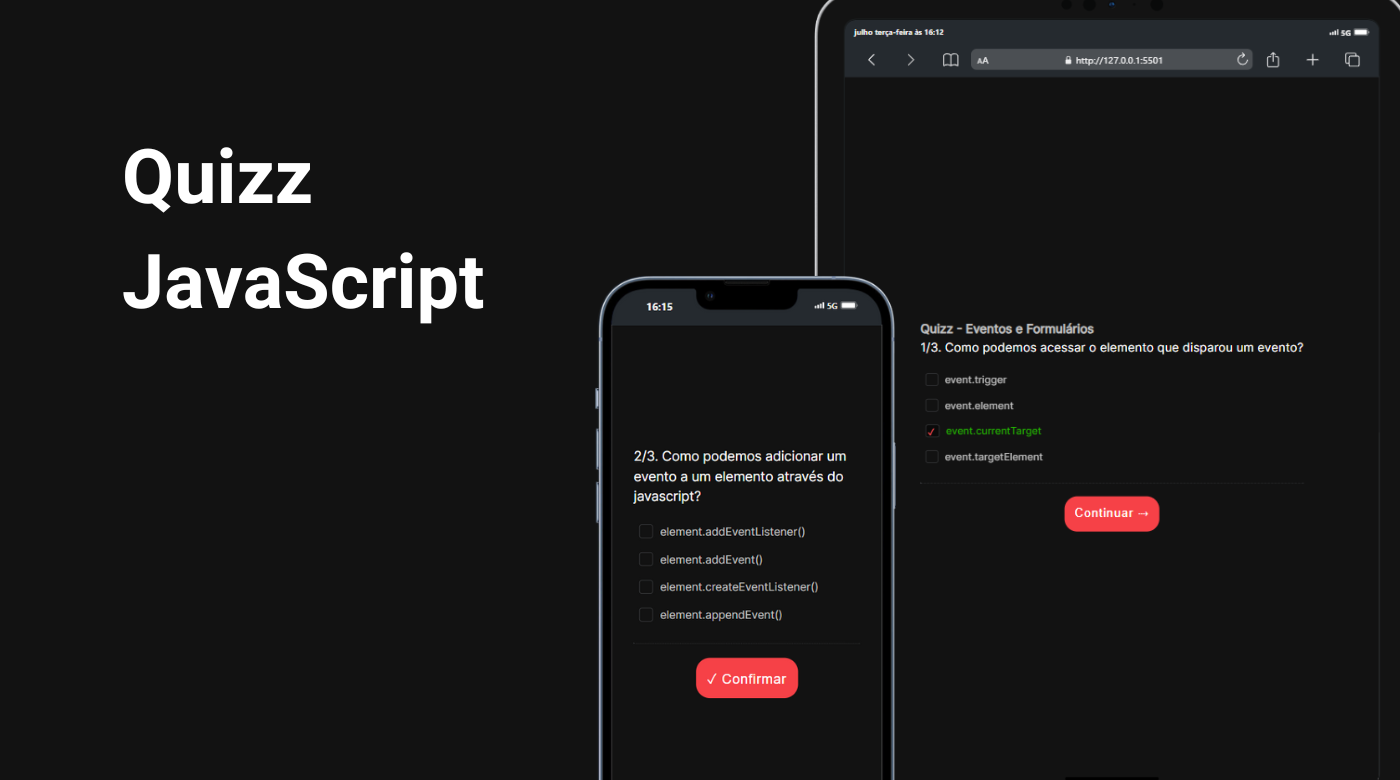 Quizz
JavaScript
julho terça-feira às 16:12
5G
AA
http://127.0.0.1:5501
Quizz - Eventos e Formulários
1/3. Como podemos acessar o elemento que disparou um evento?
event.trigger
event.element
✓ event.currentTarget
event.targetElement
Continuar →
16:15
5G
2/3. Como podemos adicionar um
evento a um elemento através do
javascript?
element.addEventListener()
element.addEvent()
element.createEventListener()
element.appendEvent()
✓ Confirmar